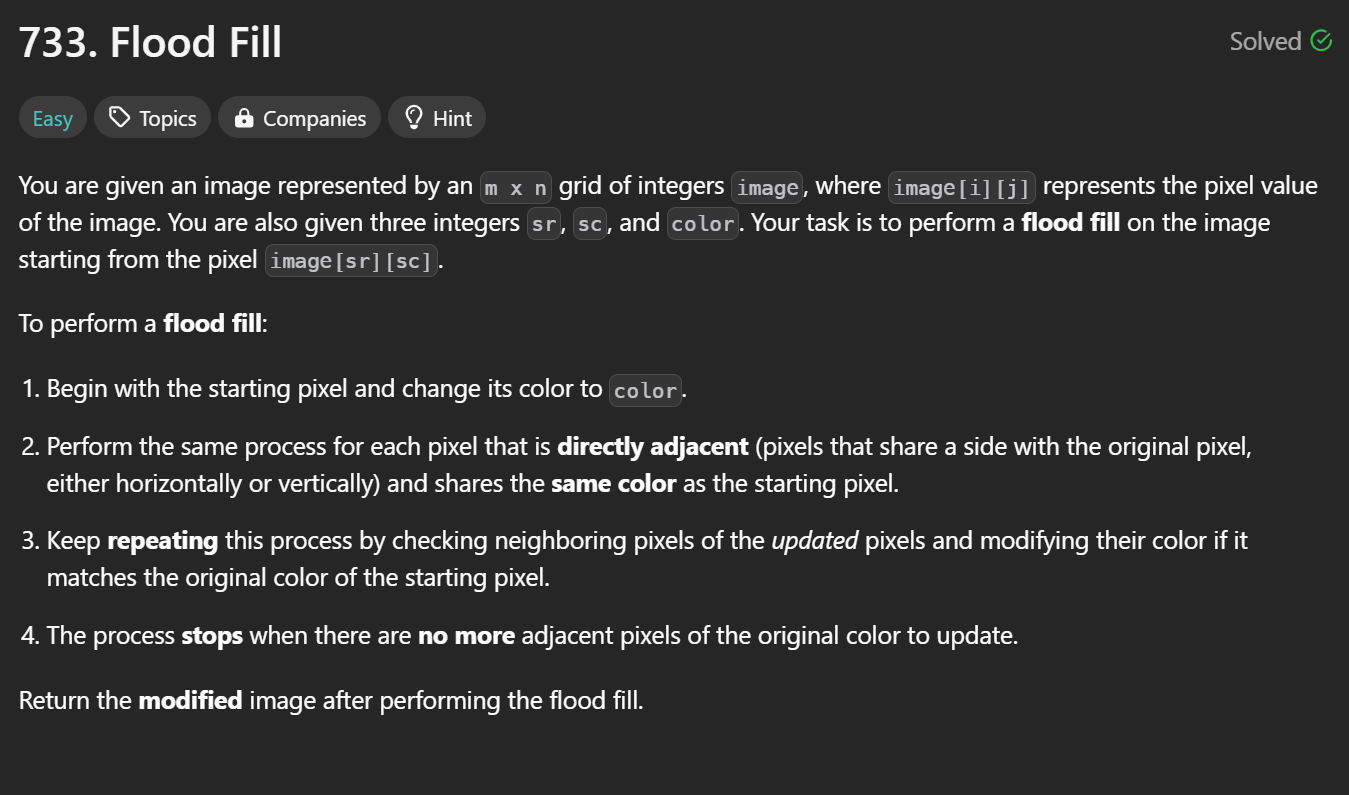 733. Flood Fill
Solved
Easy
Topics
Companies
Hint
You are given an image represented by an m x n grid of integers image, where image[i][j] represents the pixel value
of the image. You are also given three integers sr, sc, and color. Your task is to perform a flood fill on the image
starting from the pixel image[sr][sc].
To perform a flood fill:
1. Begin with the starting pixel and change its color to color.
2. Perform the same process for each pixel that is directly adjacent (pixels that share a side with the original pixel,
either horizontally or vertically) and shares the same color as the starting pixel.
3. Keep repeating this process by checking neighboring pixels of the updated pixels and modifying their color if it
matches the original color of the starting pixel.
4. The process stops when there are no more adjacent pixels of the original color to update.
Return the modified image after performing the flood fill.